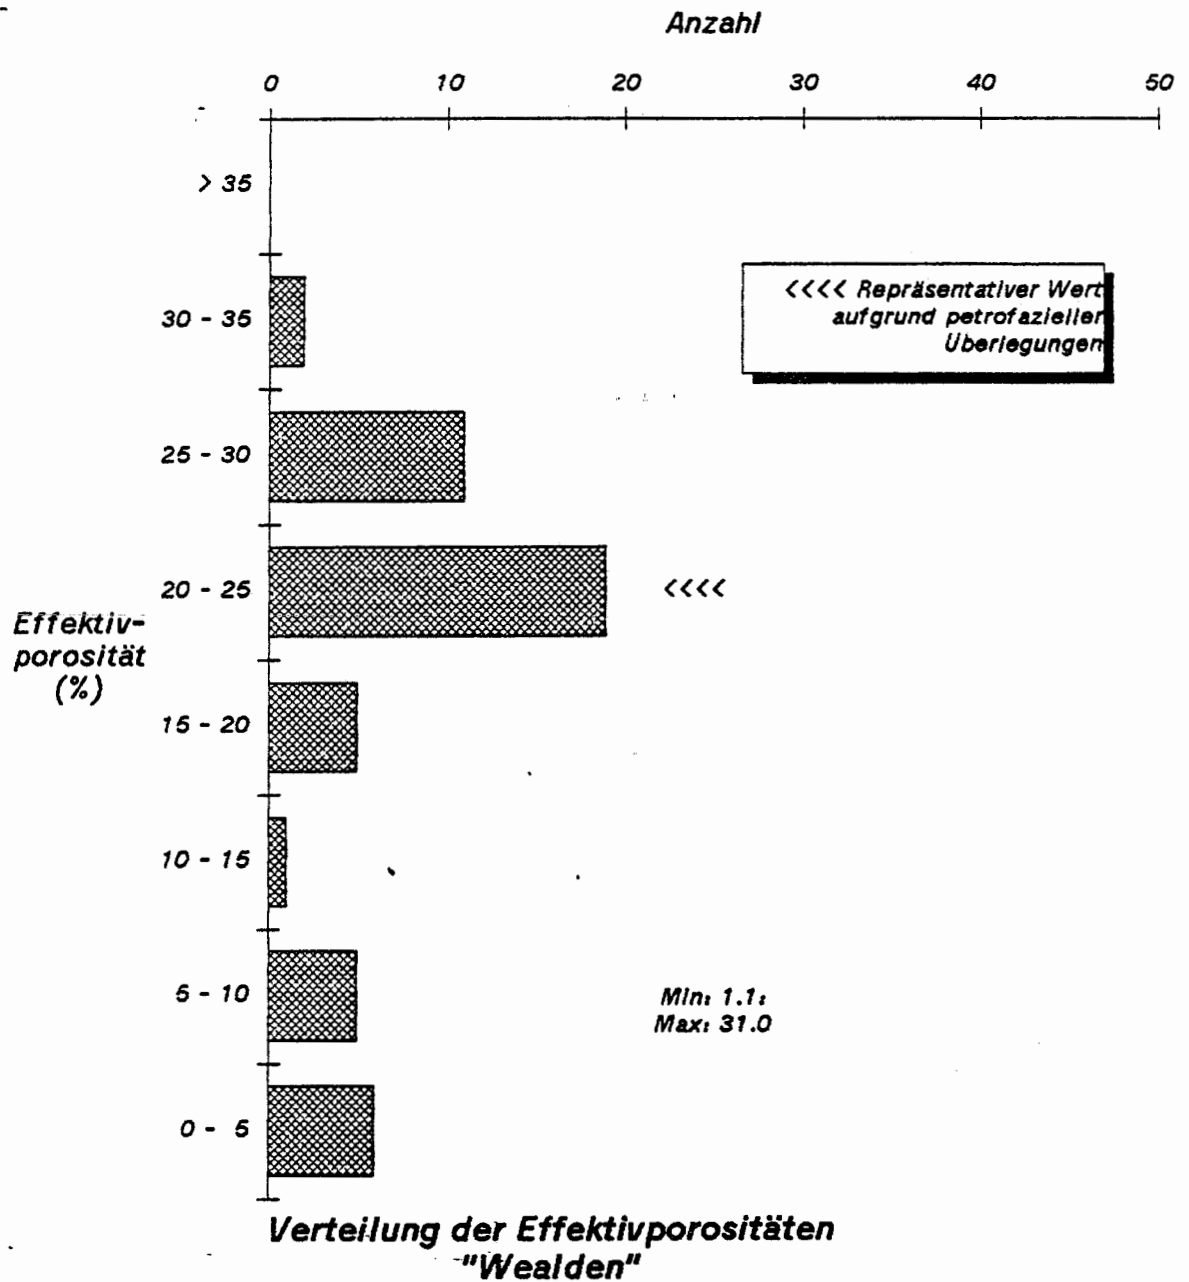 Anzahl
0 10 20 30 40 50
> 35
30 - 35
<<<< Repräsentativer Wert
aufgrund petrofazieller
Überlegungen
25 - 30
20 - 25 <<<<
Effektiv-
porosität
(%)
15 - 20
10 - 15
5 - 10
Min: 1.1;
Max: 31.0
0 - 5
Verteilung der Effektivporositäten
"Wealden"